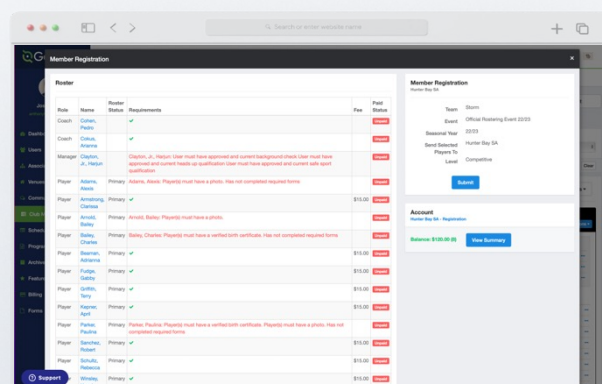 Search or enter website name
Member Registration
×
Roster
Role Name Roster Status Requirements Fee Paid Status
Coach Cohen, Pedro Unpaid
Coach Cokus, Arianna Unpaid
Manager Clayton, Jr., Harjun Clayton, Jr., Harjun: User must have approved and current background check User must have
approved and current heads up qualification User must have approved and current safe sport
qualification Unpaid
Player Adams, Alexis Primary Adams, Alexis: Player(s) must have a photo. Has not completed required forms. Unpaid
Player Armstrong, Clarissa Primary $15.00 Unpaid
Player Arnold, Bailey Primary Arnold, Bailey: Player(s) must have a photo. Unpaid
Player Bailey, Charles Primary Bailey, Charles: Player(s) must have a verified birth certificate. Has not completed required forms. Unpaid
Player Adrianna Primary $15.00 Unpaid
Player Fudge, Gabby Primary $15.00 Unpaid
Player Griffith, Terry Primary $15.00 Unpaid
Player Kepner, April Primary $15.00 Unpaid
Player Parker, Paulina Primary Parker, Paulina: Player(s) must have a verified birth certificate. Player(s) must have a photo. Has not
completed required forms. Unpaid
Player Sanchez, Robert Primary $15.00 Unpaid
Player Schultz, Rebecca Primary $15.00 Unpaid
Winsley, Primary $15.00 Unpaid
Support
Member Registration
Hunter Bay SA
Team Storm
Event Official Rostering Event 22/23
Seasonal Year 22/23
Send Selected Players To Hunter Bay SA
Level Competitive
Submit
Account
Hunter Bay SA - Registration
Balance: $120.00 (6)
View Summary
Users
Billing
Forms
Clear